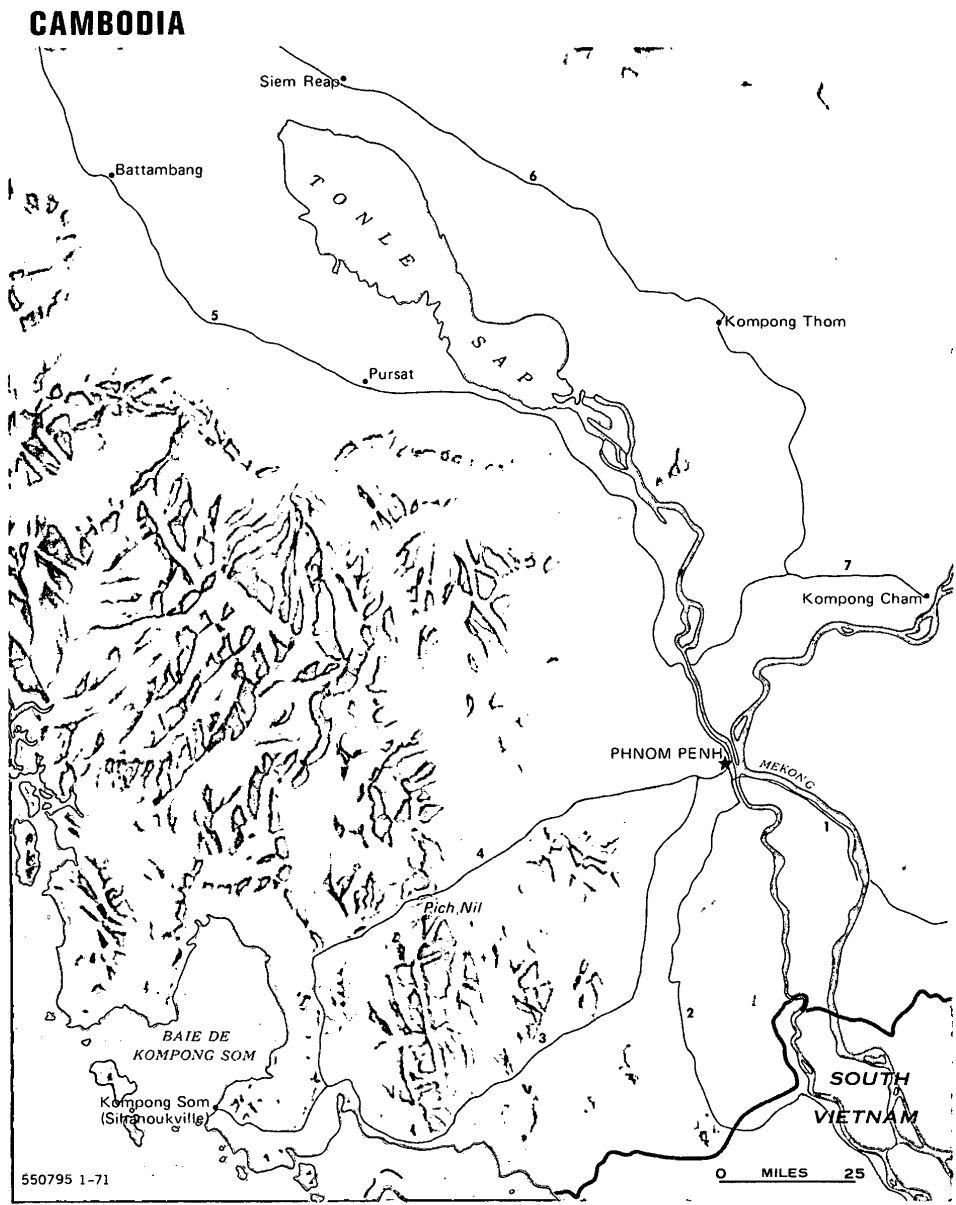 CAMBODIA
Siem Reap
Battambang
6
TONLE SAP
5
Kompong Thom
Pursat
7
Kompong Cham
PHNOM PENH
MEKONG
1
4
Pich Nil
2
3
BAIE DE
KOMPONG SOM
Kompong Som
(Sihanoukville)
SOUTH
VIETNAM
550795 1-71
0 MILES 25